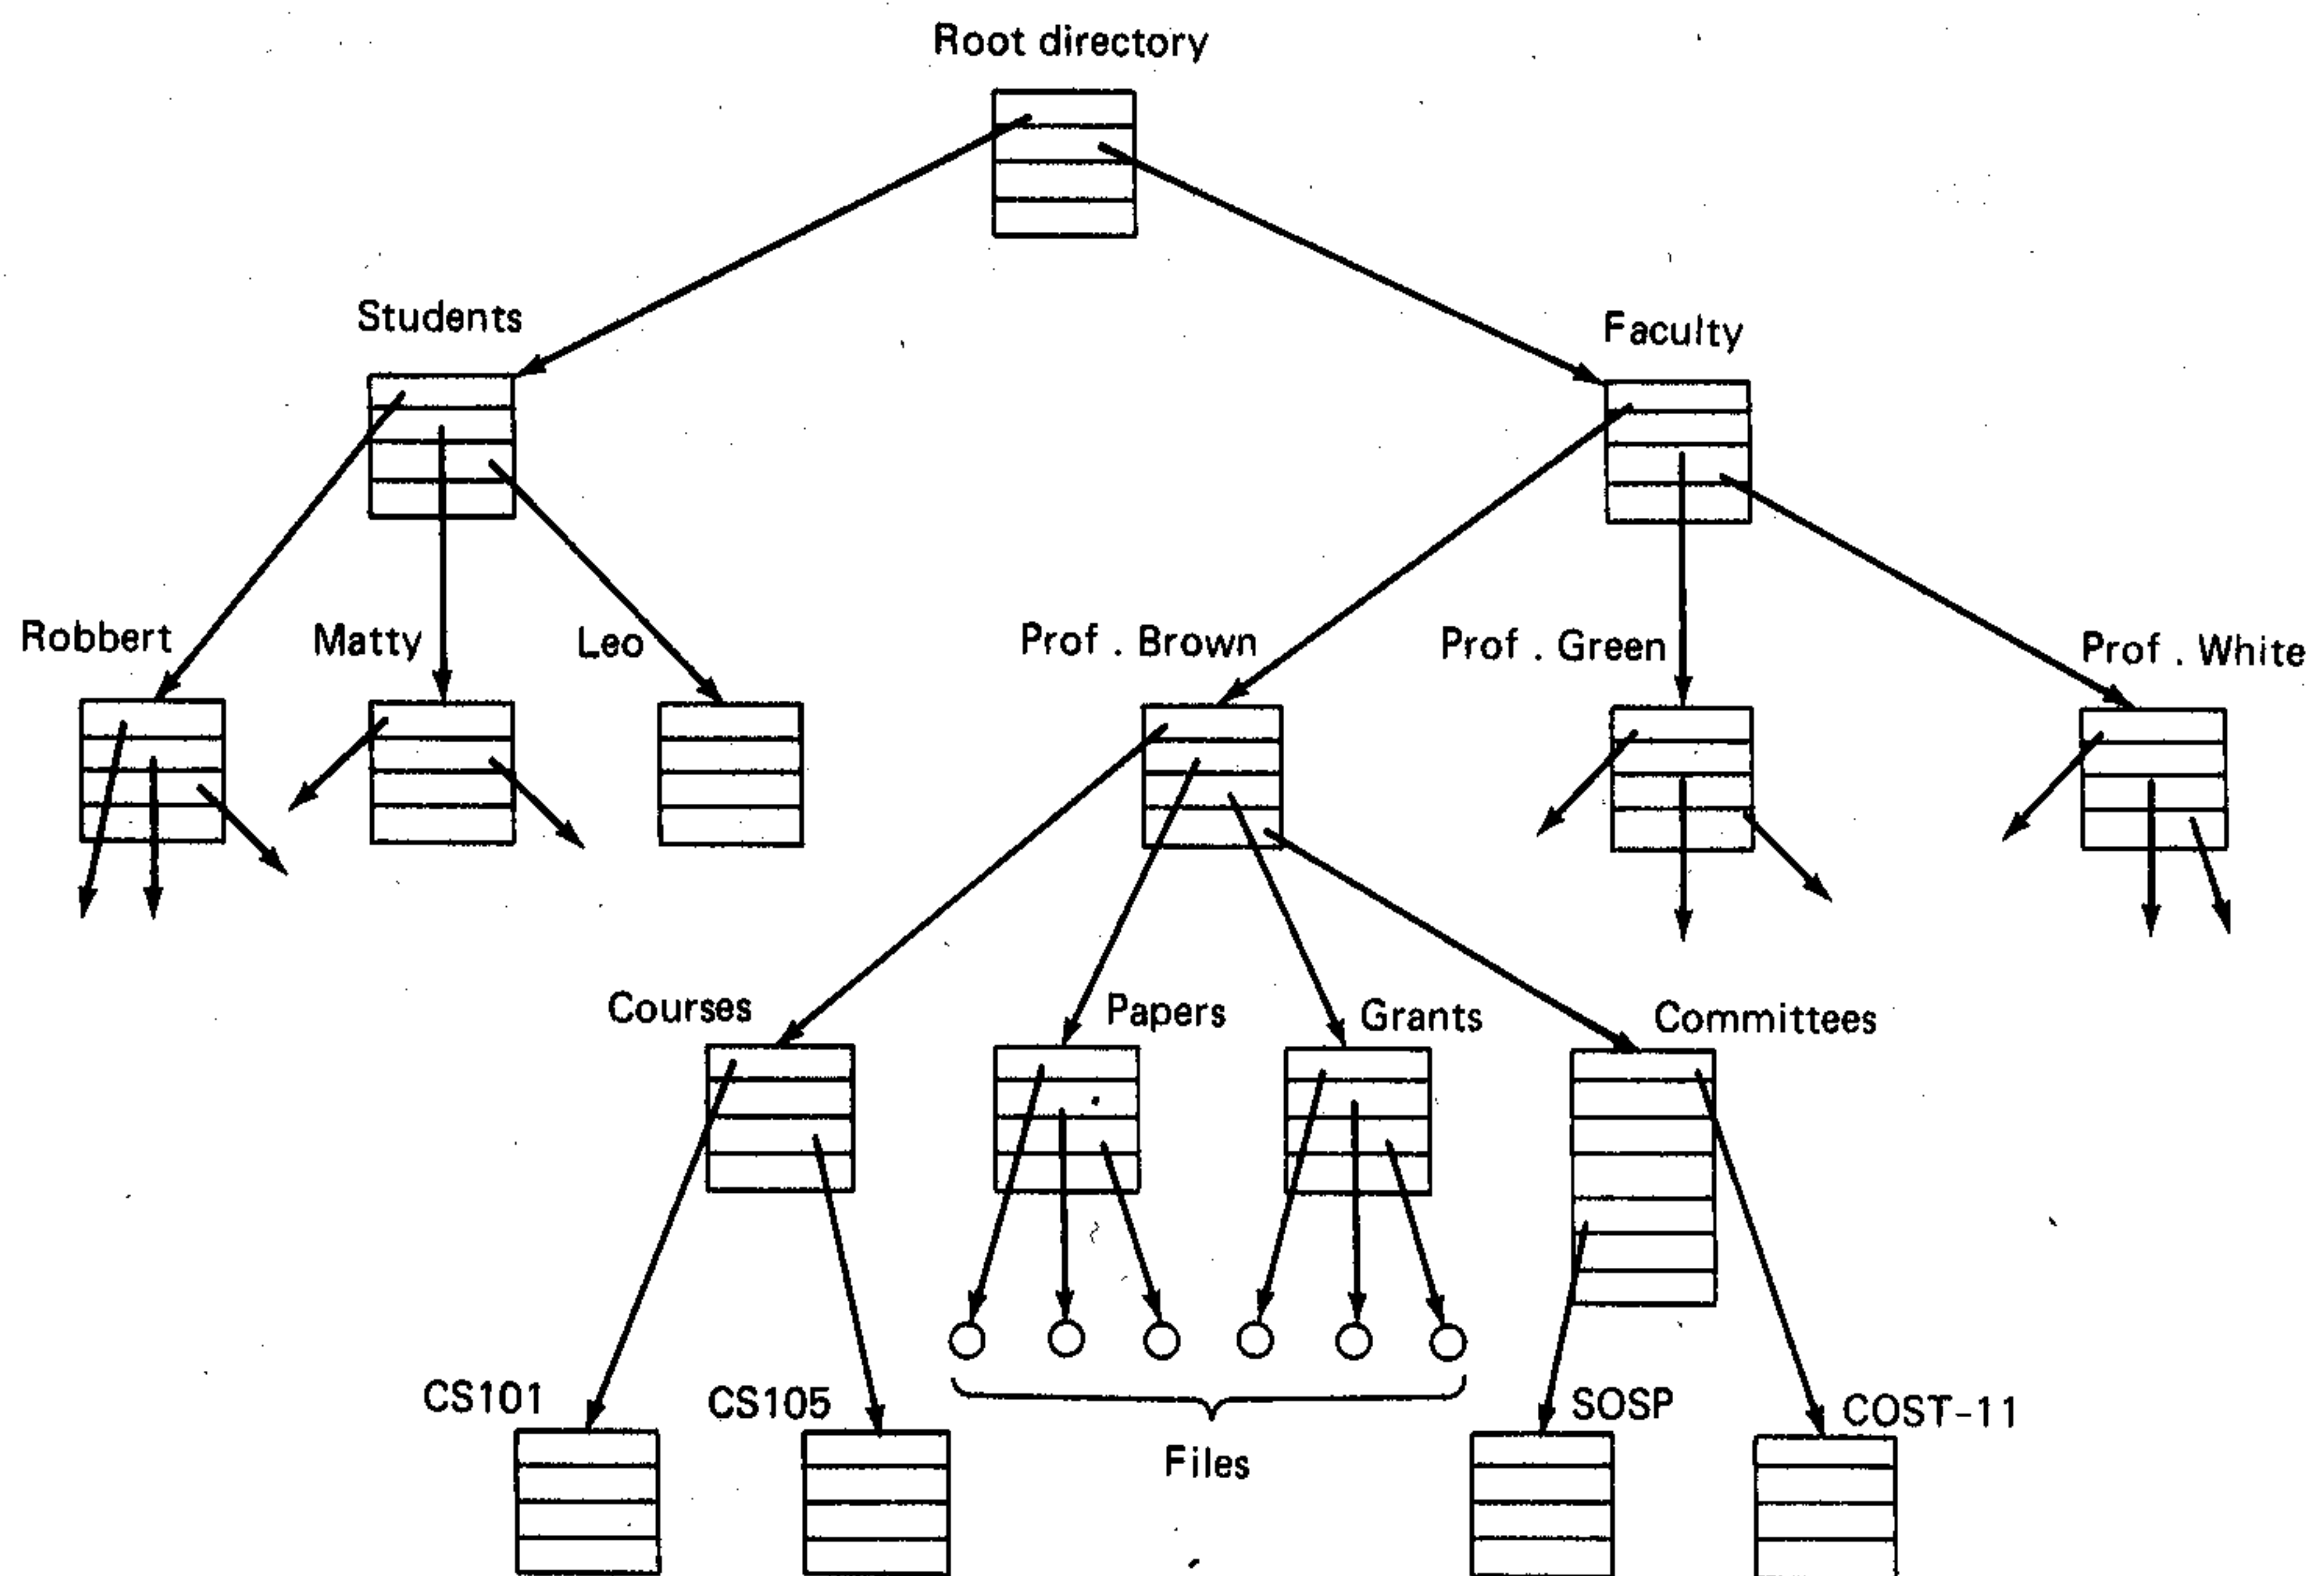 Root directory
Students
Faculty
Robbert
Matty
Leo
Prof . Brown
Prof . Green
Prof . White
Courses
Papers
Grants
Committees
CS101
CS105
Files
SOSP
COST-11